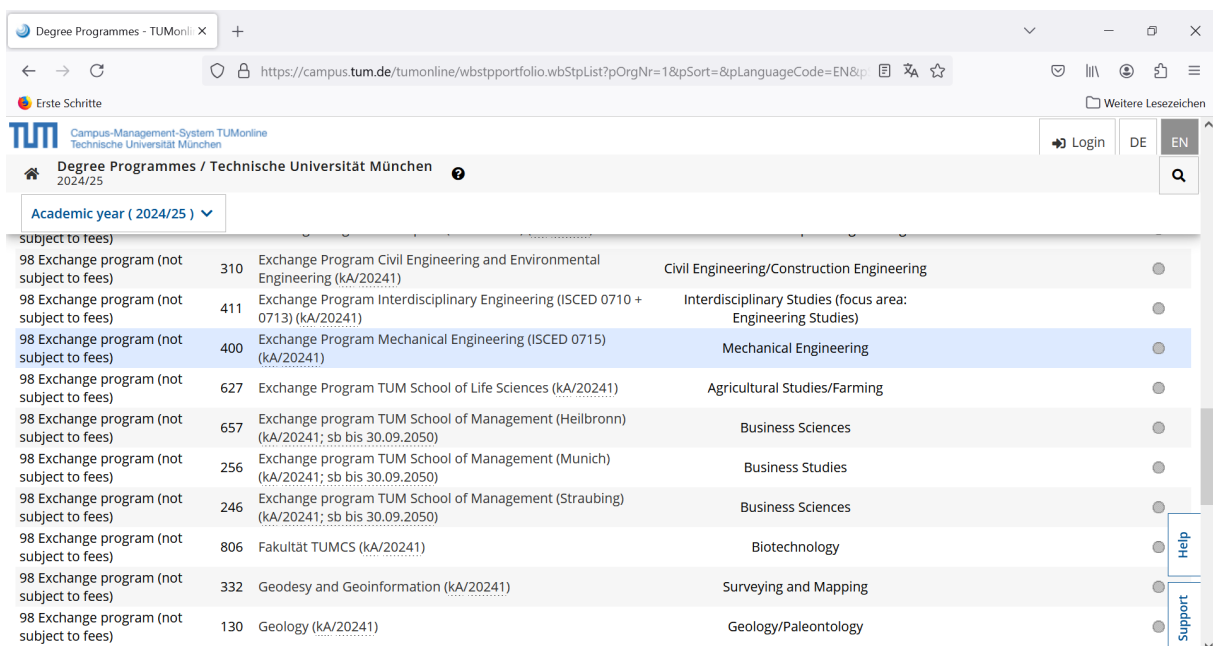 Degree Programmes - TUMonli
https://campus.tum.de/tumonline/wbstpportfolio.wbStpList?pOrgNr=1&pSort=&pLanguageCode=EN&p
Erste Schritte
Weitere Lesezeichen
TUM
Campus-Management-System TUMonline
Technische Universität München
Login
DE
EN
Degree Programmes / Technische Universität München
2024/25
Academic year ( 2024/25 )
subject to fees)
98 Exchange program (not
subject to fees)
310
Exchange Program Civil Engineering and Environmental
Engineering (kA/20241)
Civil Engineering/Construction Engineering
98 Exchange program (not
subject to fees)
411
Exchange Program Interdisciplinary Engineering (ISCED 0710 +
0713) (kA/20241)
Interdisciplinary Studies (focus area:
Engineering Studies)
98 Exchange program (not
subject to fees)
400
Exchange Program Mechanical Engineering (ISCED 0715)
(kA/20241)
Mechanical Engineering
98 Exchange program (not
subject to fees)
627
Exchange Program TUM School of Life Sciences (kA/20241)
Agricultural Studies/Farming
98 Exchange program (not
subject to fees)
657
Exchange program TUM School of Management (Heilbronn)
(kA/20241; sb bis 30.09.2050)
Business Sciences
98 Exchange program (not
subject to fees)
256
Exchange program TUM School of Management (Munich)
(kA/20241; sb bis 30.09.2050)
Business Studies
98 Exchange program (not
subject to fees)
246
Exchange program TUM School of Management (Straubing)
(kA/20241; sb bis 30.09.2050)
Business Sciences
98 Exchange program (not
subject to fees)
806
Fakultät TUMCS (kA/20241)
Biotechnology
98 Exchange program (not
subject to fees)
332
Geodesy and Geoinformation (kA/20241)
Surveying and Mapping
98 Exchange program (not
subject to fees)
130
Geology (kA/20241)
Geology/Paleontology
Help
Support